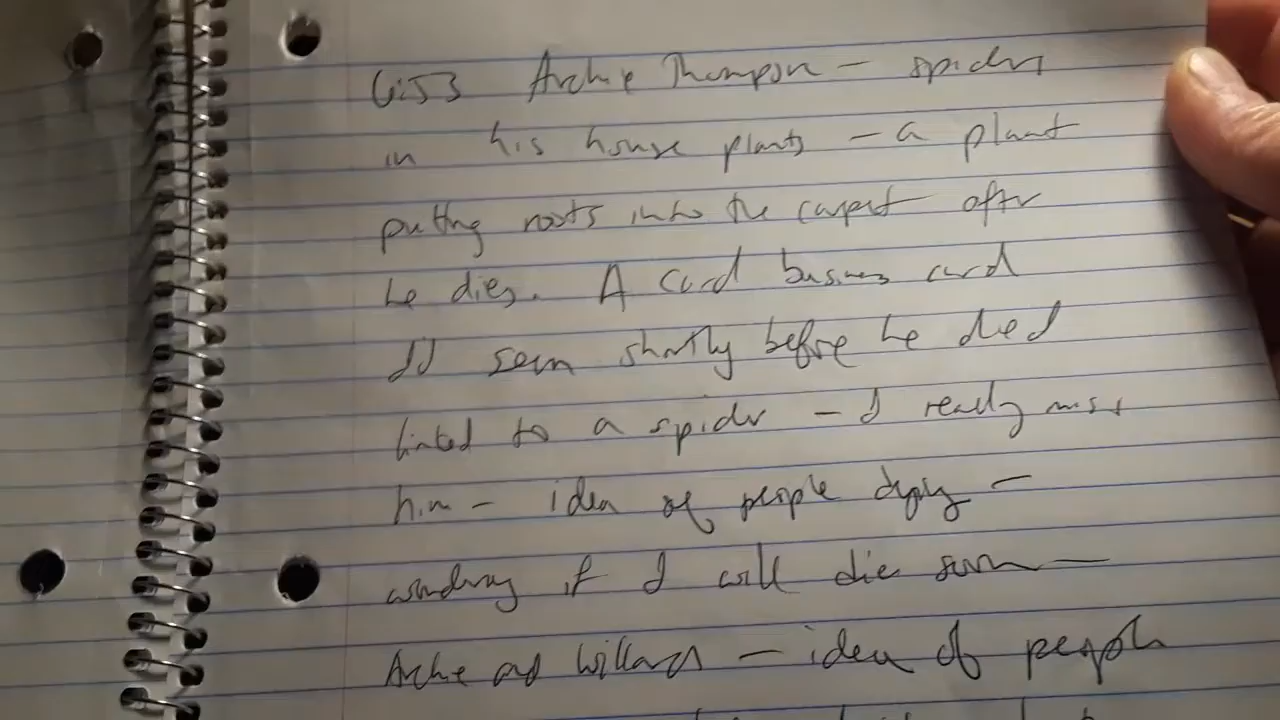 6:53 Archie Thompson — spiders
in his house plants — a plant
putting roots into the carpet after
he dies. A card business card
I'd seen shortly before he died
linked to a spider — I really miss
him — idea of people dying —
wondering if I will die soon —
Archie and Willard — idea of people